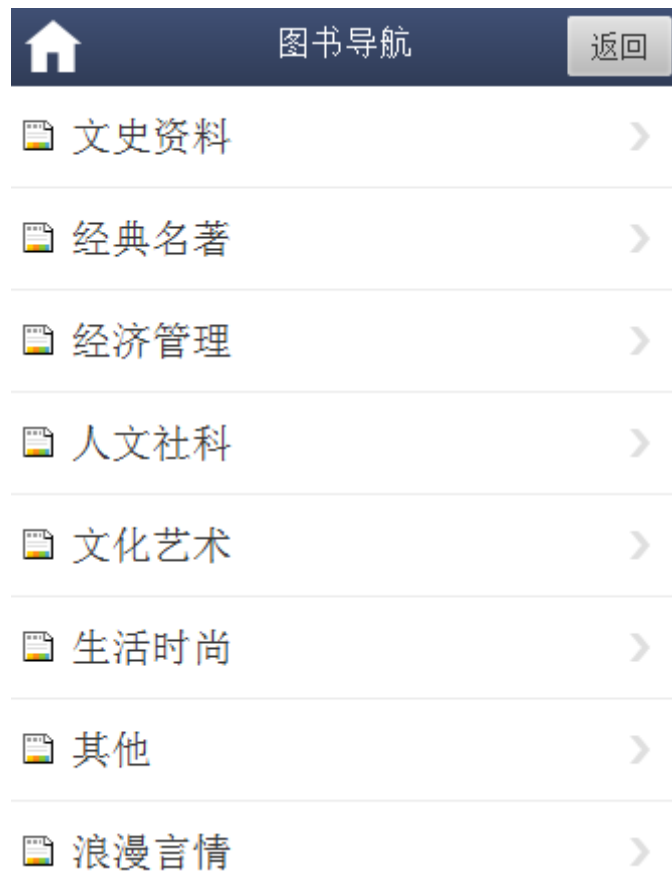 图书导航
返回
文史资料
经典名著
经济管理
人文社科
文化艺术
生活时尚
其他
浪漫言情